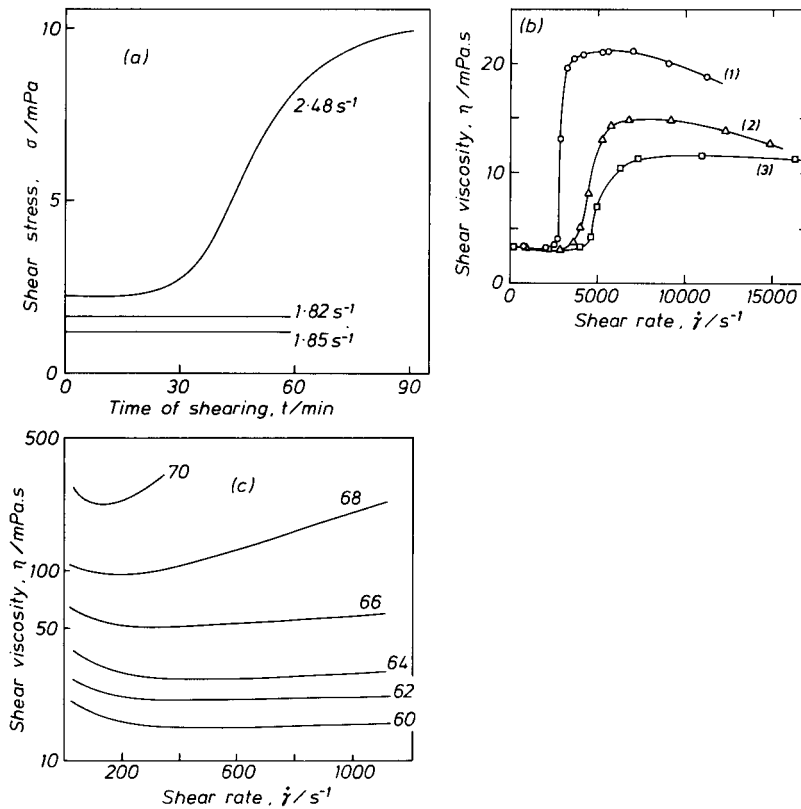 (a)
Shear stress, σ/mPa
10
5
0
2·48 s⁻¹
1·82 s⁻¹
1·85 s⁻¹
0 30 60 90
Time of shearing, t/min
(b)
Shear viscosity, η/mPa.s
20
10
0
(1)
(2)
(3)
0 5000 10000 15000
Shear rate, γ̇/s⁻¹
(c)
Shear viscosity, η/mPa.s
500
100
50
10
70
68
66
64
62
60
200 600 1000
Shear rate, γ̇/s⁻¹